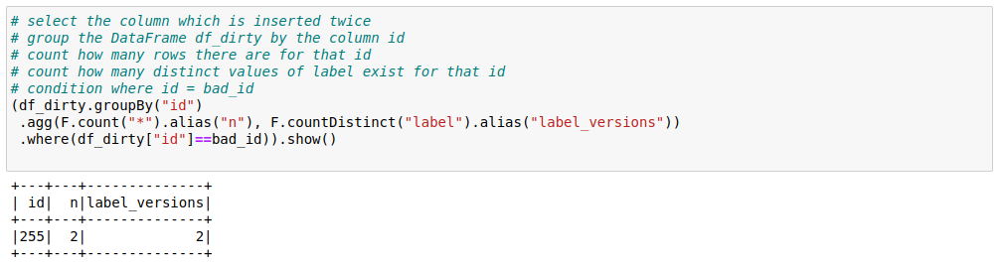 # select the column which is inserted twice
# group the DataFrame df_dirty by the column id
# count how many rows there are for that id
# count how many distinct values of label exist for that id
# condition where id = bad_id
(df_dirty.groupBy("id")
 .agg(F.count("*").alias("n"), F.countDistinct("label").alias("label_versions"))
 .where(df_dirty["id"]==bad_id)).show()
+---+---+--------------+
| id|  n|label_versions|
+---+---+--------------+
|255|  2|             2|
+---+---+--------------+